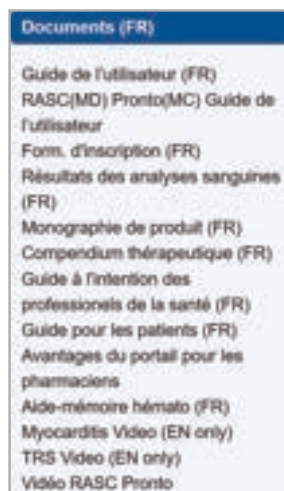 Documents (FR)
Guide de l'utilisateur (FR)
RASC(MD) Pronto(MC) Guide de
l'utilisateur
Form. d'inscription (FR)
Résultats des analyses sanguines
(FR)
Monographie de produit (FR)
Compendium thérapeutique (FR)
Guide à l'intention des
professionels de la santé (FR)
Guide pour les patients (FR)
Avantages du portail pour les
pharmaciens
Aide-mémoire hémato (FR)
Myocarditis Video (EN only)
TRS Video (EN only)
Vidéo RASC Pronto